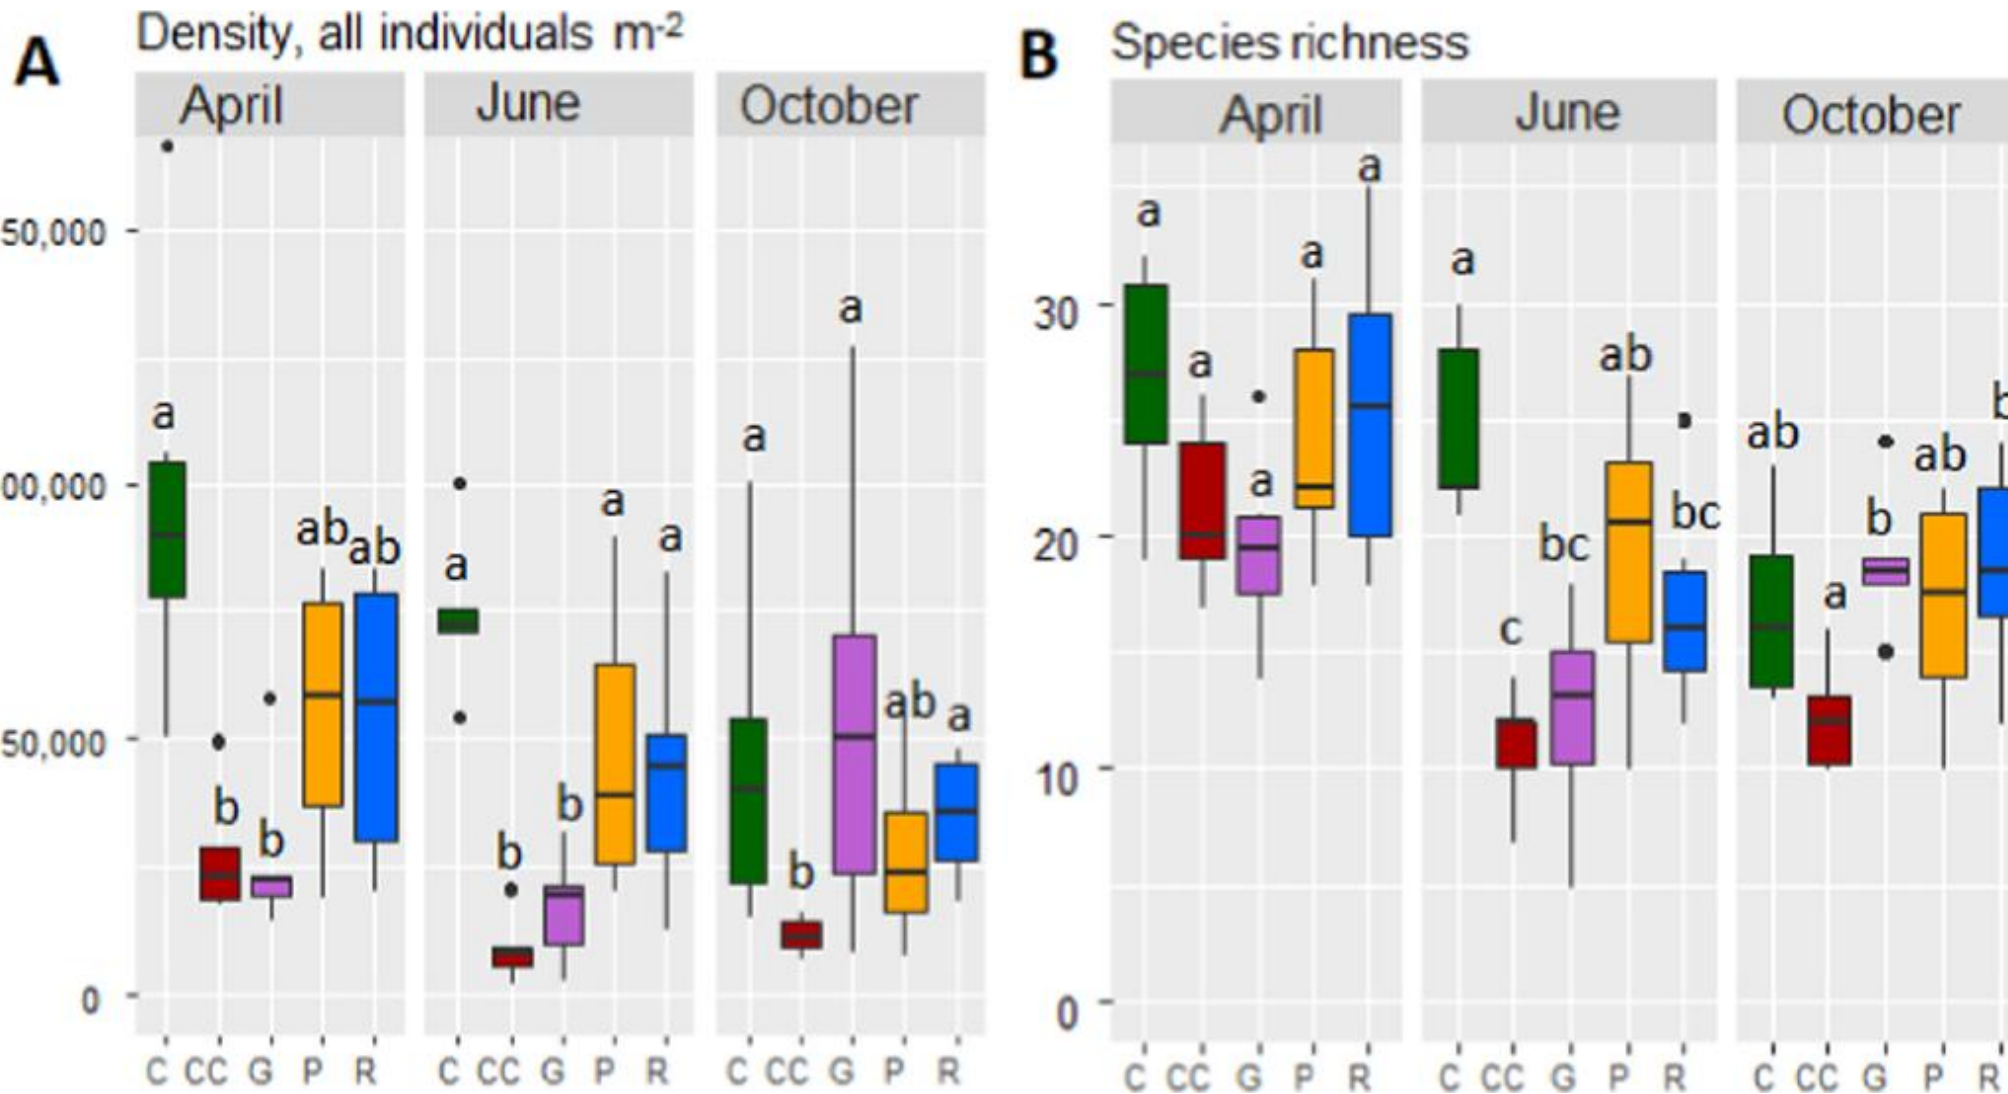 A
Density, all individuals m-2
April
June
October
50,000
00,000
50,000
0
a
b
b
ab
ab
a
b
b
a
a
a
b
a
ab
a
C CC G P R
C CC G P R
C CC G P R
B
Species richness
April
June
October
30
20
10
0
a
a
a
a
a
a
c
bc
ab
bc
ab
a
b
ab
b
C CC G P R
C CC G P R
C CC G P R